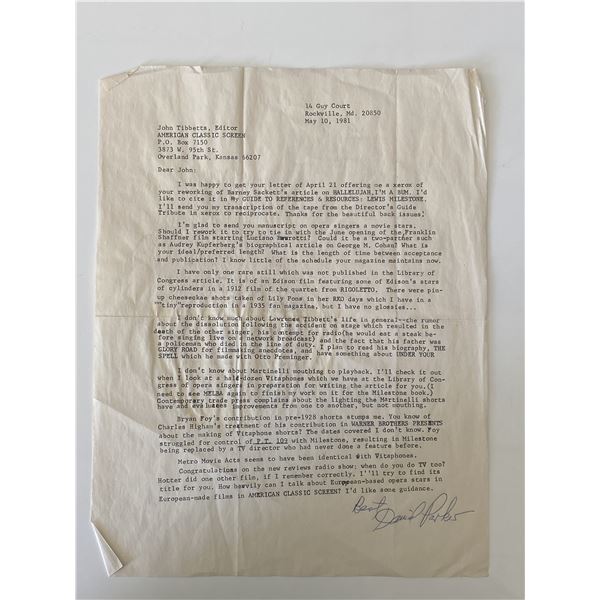 14 Guy Court
Rockville, Md. 20850
May 10, 1981
John Tibbetts, Editor
AMERICAN CLASSIC SCREEN
P.O. Box 7150
3873 W. 95th St.
Overland Park, Kansas 66207
Dear John:
I was happy to get your letter of April 21 offering me a xerox of
your reworking of Barney Sackett's article on HALLELUJAH,I'M A BUM. I'd
like to cite it in my GUIDE TO REFERENCES & RESOURCES: LEWIS MILESTONE.
I'll send you my transcription of the tape from the Director's Guide
Tribute in xerox to reciprocate. Thanks for the beautiful back issues.
I'm glad to send you manuscript on opera singers a movie stars.
Should I rework it to try to tie in with the June opening of the Franklin
Shaffner film starring Luciano Pavarotti? Could it be a two-parter such
as Audrey Kupferberg's biographical article on George M. Cohan? What is
your ideal/preferred length? What is the length of time between acceptance
and publication? I know little of the schedule your magazine maintains now.
I have only one rare still which was not published in the Library of
Congress article. It is of an Edison film featuring some of Edison's stars
of cylinders in a 1912 film of the quartet from RIGOLETTO. There were pin-
up cheesecake shots taken of Lily Pons in her RKO days which I have in a
"tiny"reproduction in a 1935 fan magazine, but I have no glossies...
I don't know much about Lawrence Tibbett's life in general--the rumor
about the dissolution following the accident on stage which resulted in the
death of the other singer, his contempt for radio(he would eat a steak be-
fore singing live on a network broadcast) and the fact that his father was
a policeman who died in the line of duty. I plan to read his biography, THE
GLORY ROAD for filmmaking anecdotes, and have something about UNDER YOUR
SPELL which he made with Otto Preminger.
I don't know about Martinelli mouthing to playback, I'll check it out
when I look at a half-dozen Vitaphones which we have at the Library of Con-
gress of opera singers in preparation for writing the article for you.(I
need to see MELBA again to finish my work on it for the Milestone book.)
Contemporary trade press complains about the lighting the Martinelli shorts
have and eulogizes improvements from one to another, but not mouthing.
Bryan Foy's contribution in pre-1928 shorts stumps me. You know of
Charles Higham's treatment of his contribution in WARNER BROTHERS PRESENTS
about the making of Vitaphone shorts? The dates covered I don't know. Foy
struggled for control of P.T. 109 with Milestone, resulting in Milestone
being replaced by a TV director who had never done a feature before.
Metro Movie Acts seems to have been identical with Vitaphones.
Congratulations on the new reviews radio show; when do you do TV too?
Hotter did one other film, if I remember correctly, I'll try to find its
title for you. How heavily can I talk about European-based opera stars in
European-made films in AMERICAN CLASSIC SCREEN? I'd like some guidance.
Best,
David Parker